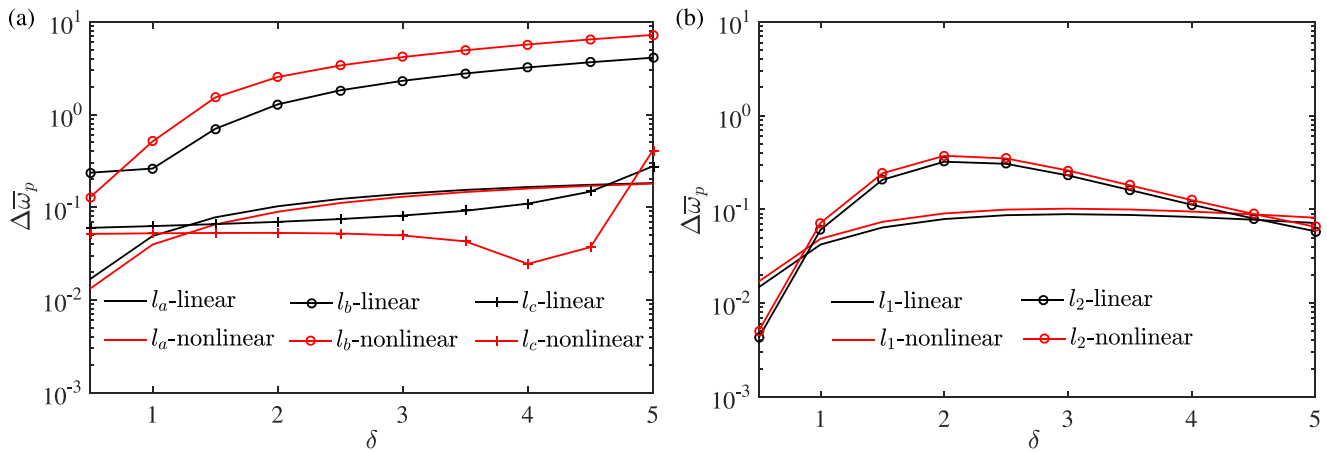 (a)
10^1
10^0
10^{-1}
10^{-2}
10^{-3}
Δω̅_p
l_a-linear
l_b-linear
l_c-linear
l_a-nonlinear
l_b-nonlinear
l_c-nonlinear
1 2 3 4 5
δ
(b)
10^1
10^0
10^{-1}
10^{-2}
10^{-3}
Δω̅_p
l_1-linear
l_2-linear
l_1-nonlinear
l_2-nonlinear
1 2 3 4 5
δ